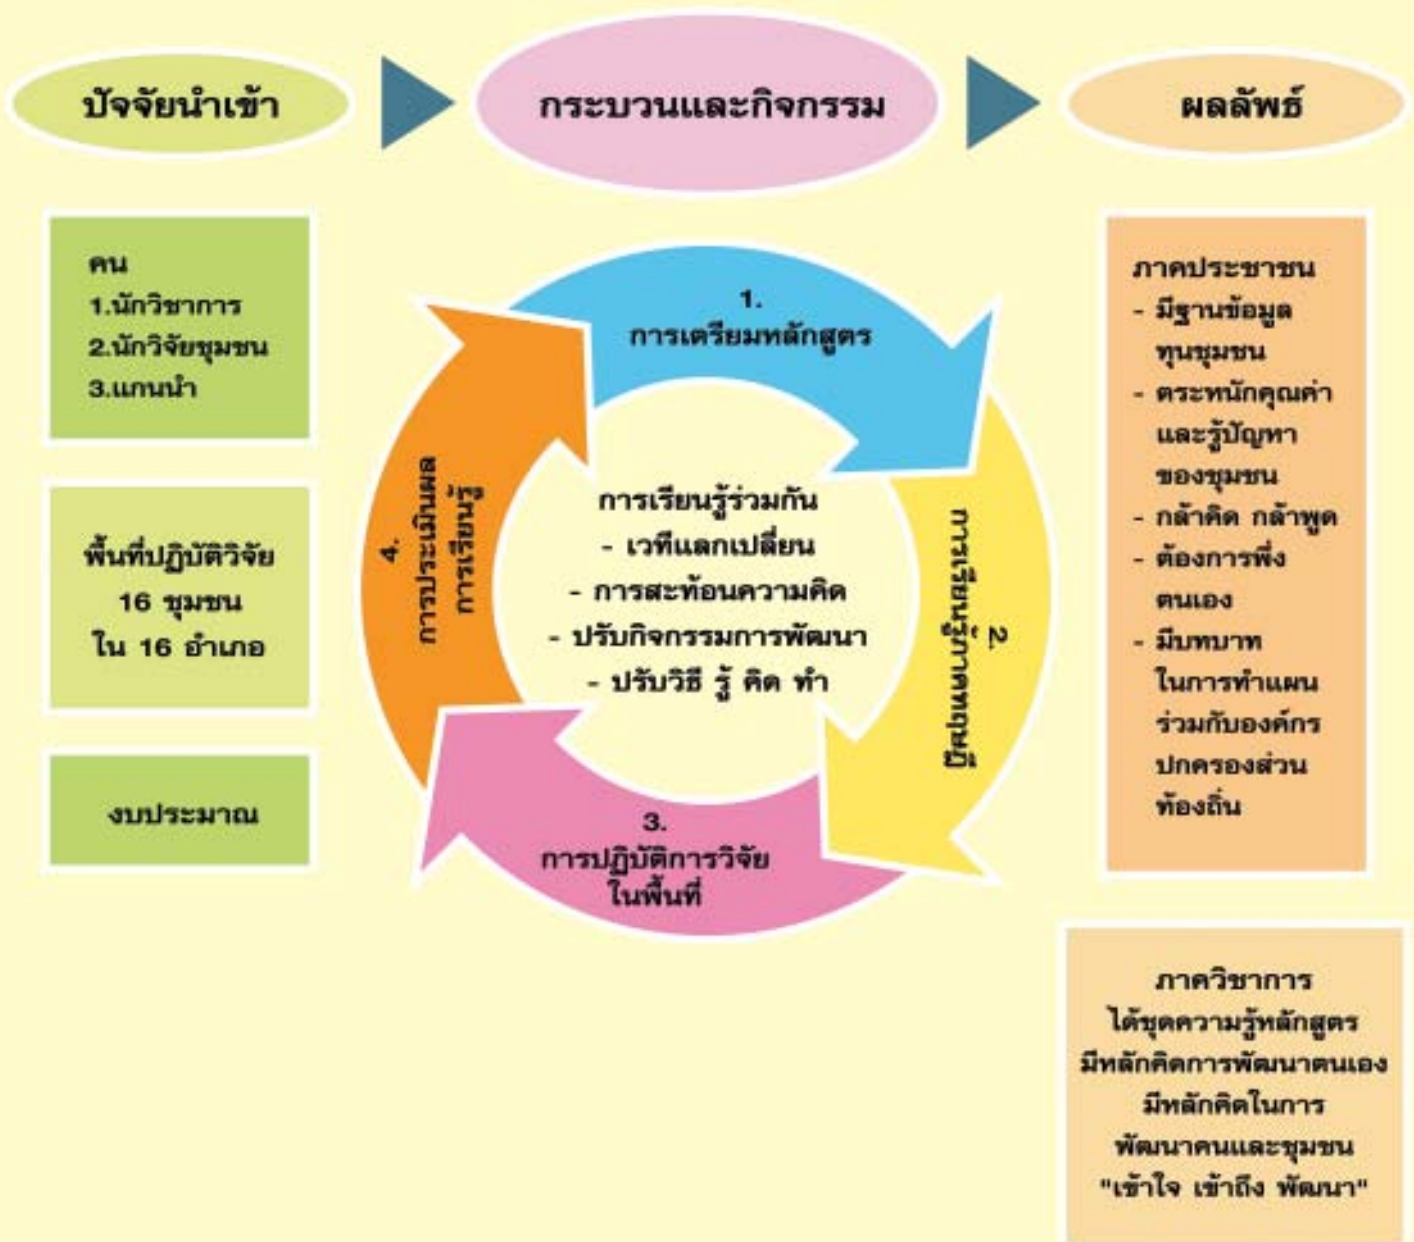 ปัจจัยนำเข้า
กระบวนและกิจกรรม
ผลลัพธ์
คน
1.นักวิชาการ
2.นักวิจัยชุมชน
3.แกนนำ
พื้นที่ปฏิบัติวิจัย
16 ชุมชน
ใน 16 อำเภอ
งบประมาณ
1.
การเตรียมหลักสูตร
2.
การเรียนรู้ภาคทฤษฎี
3.
การปฏิบัติการวิจัย
ในพื้นที่
4.
การประเมินผล
การเรียนรู้
การเรียนรู้ร่วมกัน
- เวทีแลกเปลี่ยน
- การสะท้อนความคิด
- ปรับกิจกรรมการพัฒนา
- ปรับวิธี รู้ คิด ทำ
ภาคประชาชน
- มีฐานข้อมูล
ทุนชุมชน
- ตระหนักคุณค่า
และรู้ปัญหา
ของชุมชน
- กล้าคิด กล้าพูด
- ต้องการพึ่ง
ตนเอง
- มีบทบาท
ในการทำแผน
ร่วมกับองค์กร
ปกครองส่วน
ท้องถิ่น
ภาควิชาการ
ได้ชุดความรู้หลักสูตร
มีหลักคิดการพัฒนาตนเอง
มีหลักคิดในการ
พัฒนาคนและชุมชน
"เข้าใจ เข้าถึง พัฒนา"